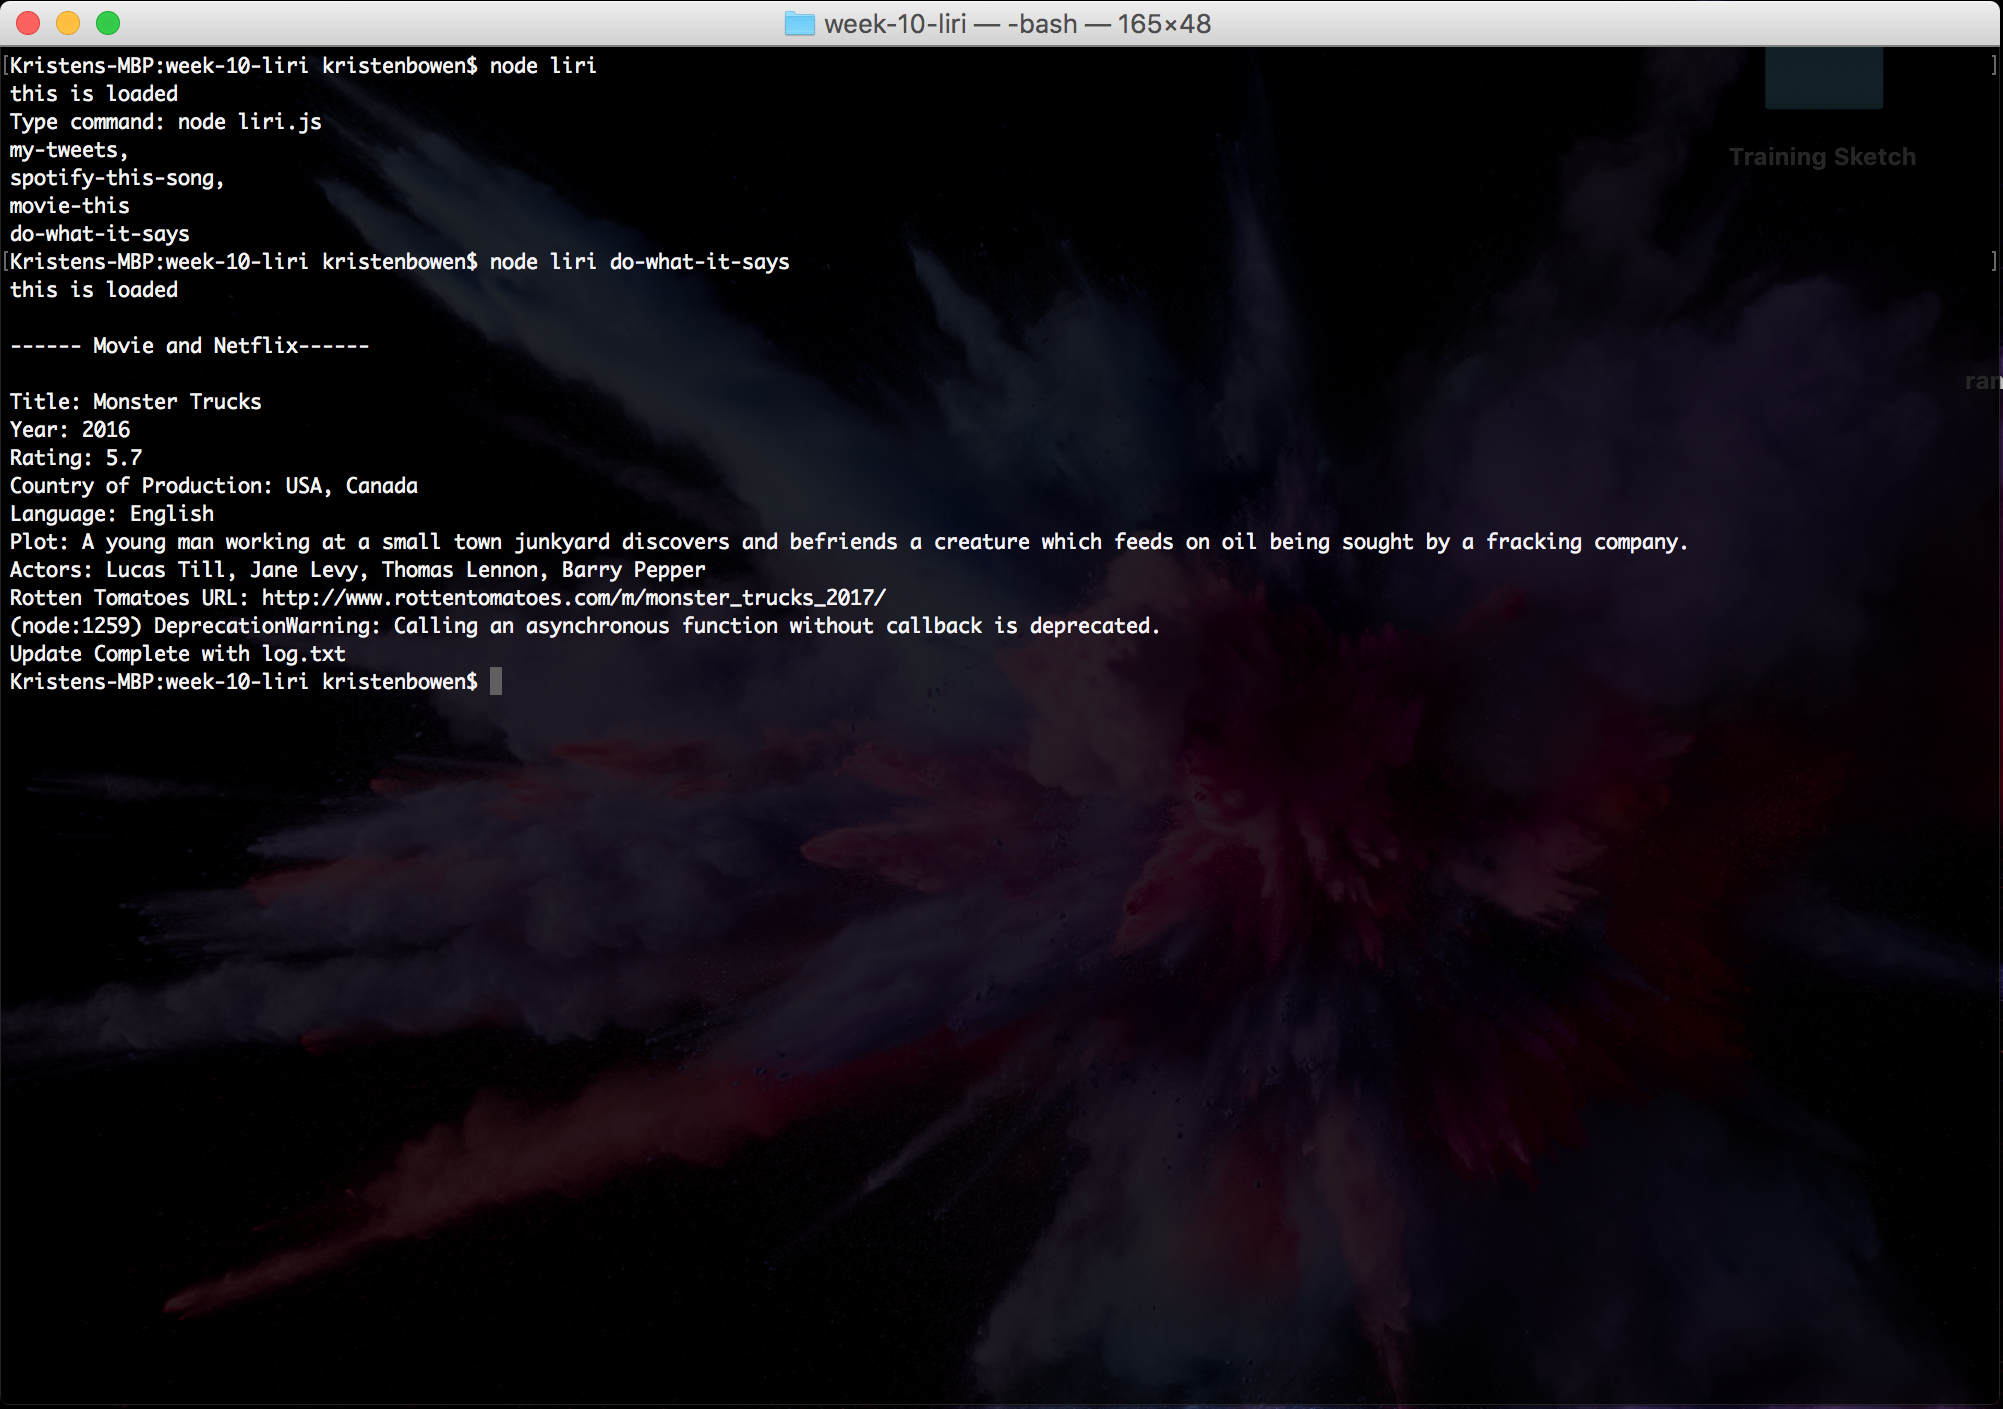 week-10-liri — -bash — 165×48
[Kristens-MBP:week-10-liri kristenbowen$ node liri ]
this is loaded
Type command: node liri.js
my-tweets,
spotify-this-song,
movie-this
do-what-it-says
[Kristens-MBP:week-10-liri kristenbowen$ node liri do-what-it-says ]
this is loaded
------ Movie and Netflix------
Title: Monster Trucks
Year: 2016
Rating: 5.7
Country of Production: USA, Canada
Language: English
Plot: A young man working at a small town junkyard discovers and befriends a creature which feeds on oil being sought by a fracking company.
Actors: Lucas Till, Jane Levy, Thomas Lennon, Barry Pepper
Rotten Tomatoes URL: http://www.rottentomatoes.com/m/monster_trucks_2017/
(node:1259) DeprecationWarning: Calling an asynchronous function without callback is deprecated.
Update Complete with log.txt
Kristens-MBP:week-10-liri kristenbowen$
Training Sketch
ran